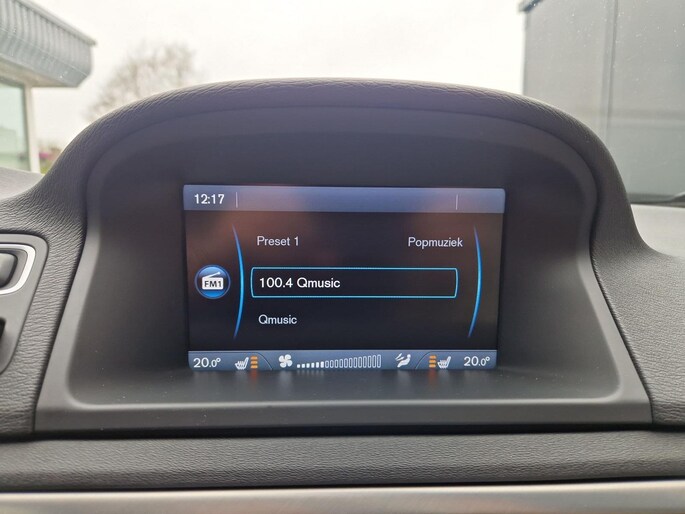 12:17
Preset 1 Popmuziek
FM1
100.4 Qmusic
Qmusic
20.0° 20.0°